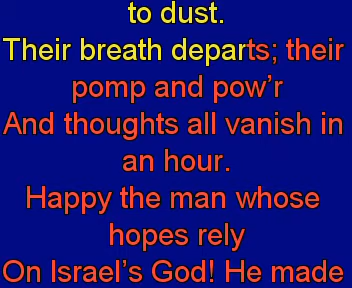 to dust.
Their breath departs; their
pomp and pow’r
And thoughts all vanish in
an hour.
Happy the man whose
hopes rely
On Israel’s God! He made